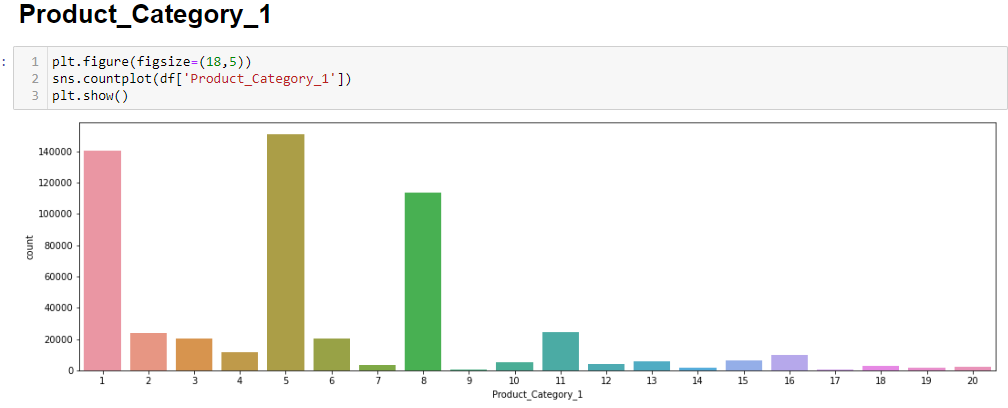 Product_Category_1
: 1 plt.figure(figsize=(18,5))
2 sns.countplot(df['Product_Category_1'])
3 plt.show()
140000
120000
100000
80000
60000
40000
20000
0
count
1 2 3 4 5 6 7 8 9 10 11 12 13 14 15 16 17 18 19 20
Product_Category_1